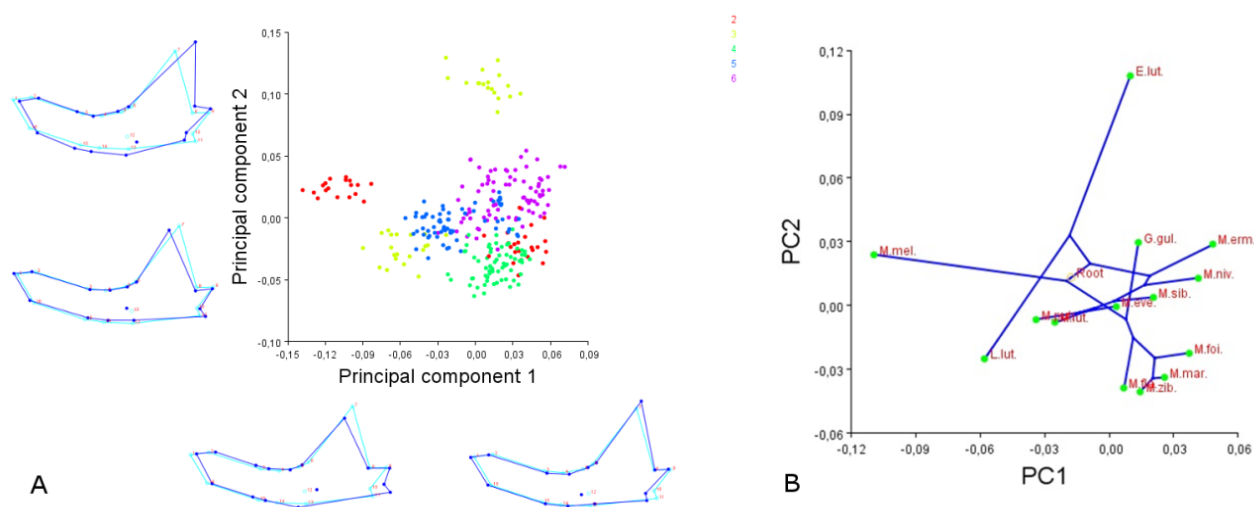 2
3
4
5
6
Principal component 2
0,15
0,10
0,05
0,00
-0,05
-0,10
-0,15 -0,12 -0,09 -0,06 -0,03 0,00 0,03 0,06 0,09
Principal component 1
A
PC2
0,12
0,09
0,06
0,03
0,00
-0,03
-0,06
E.lut.
G.gul.
M.erm.
M.mel.
Root
M.niv.
M.sib.
M.eve.
L.lut.
M.foi.
M.mar.
M.zib.
-0,12 -0,09 -0,06 -0,03 0,00 0,03 0,06
PC1
B